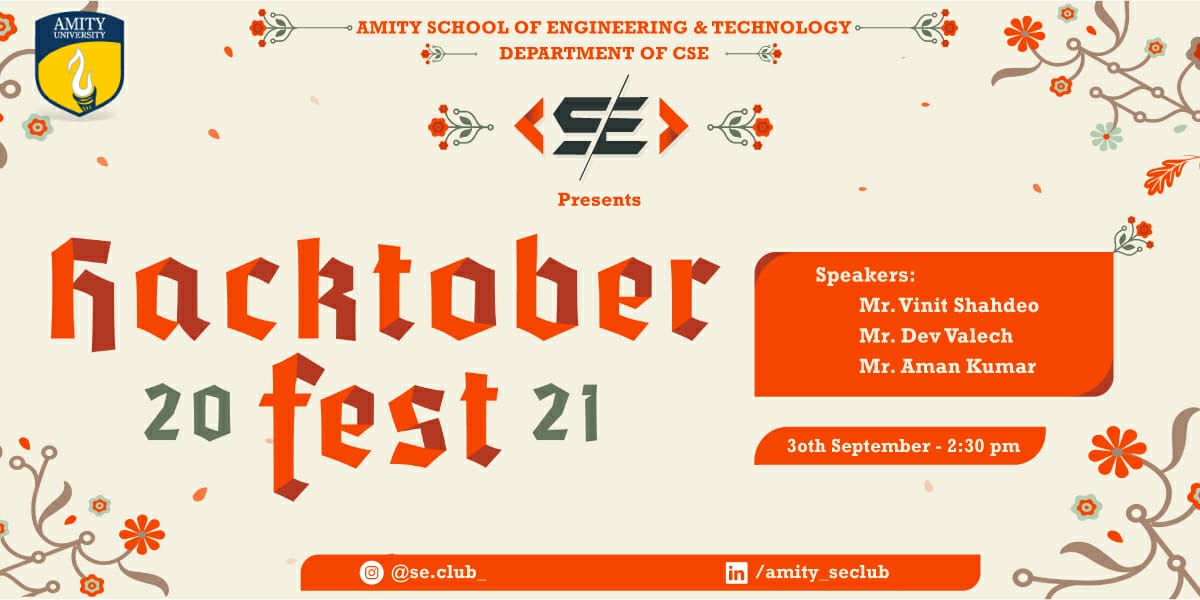 AMITY
UNIVERSITY
AMITY SCHOOL OF ENGINEERING & TECHNOLOGY
DEPARTMENT OF CSE
SE
Presents
hacktober
20 fest 21
Speakers:
Mr. Vinit Shahdeo
Mr. Dev Valech
Mr. Aman Kumar
3oth September - 2:30 pm
@se.club_
in /amity_seclub